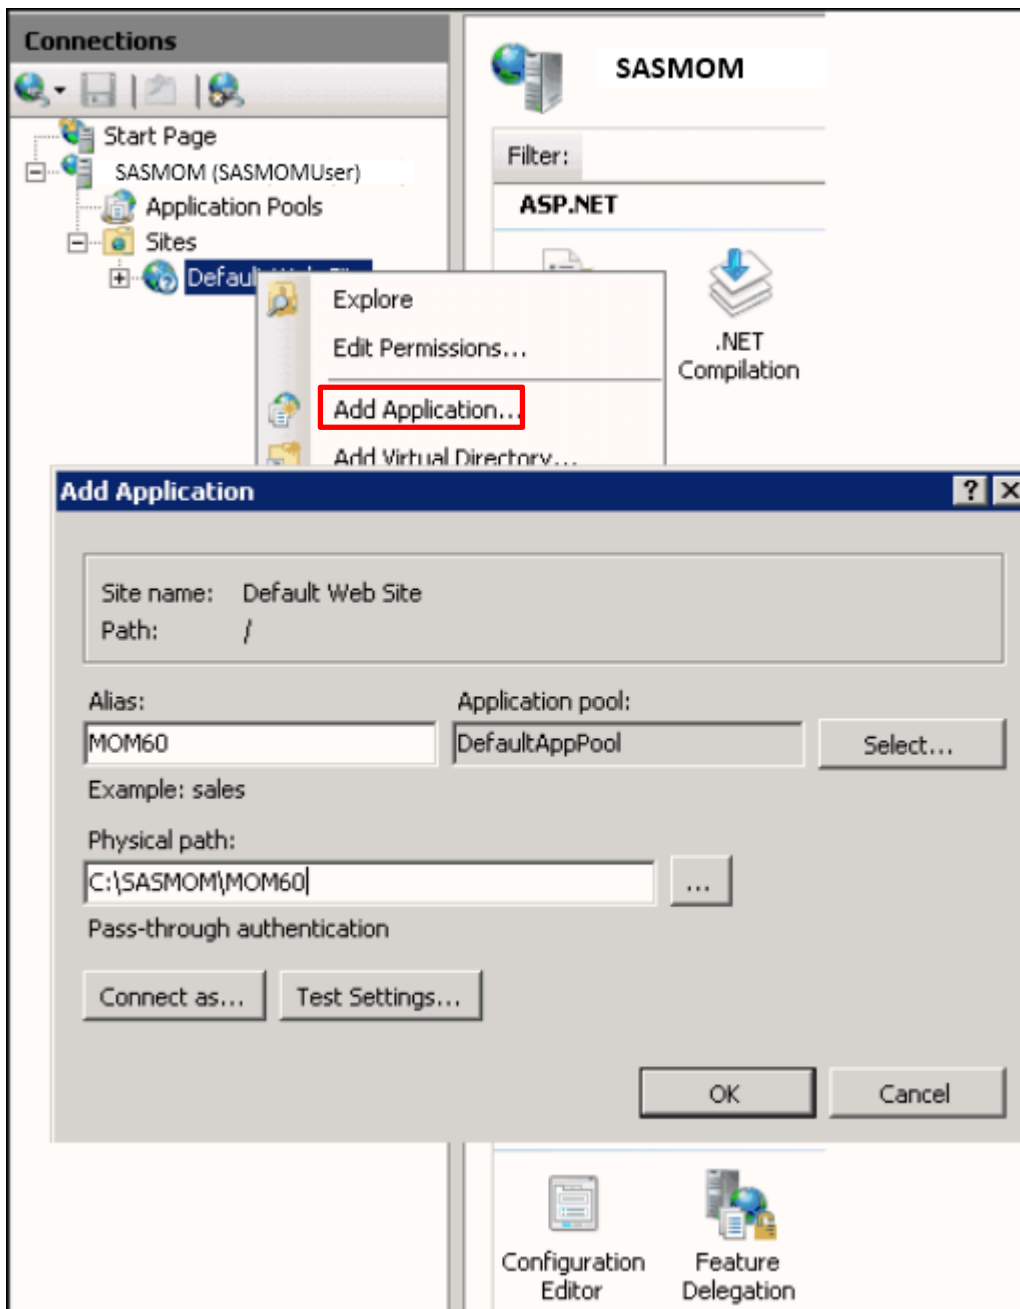 Connections
SASMOM
Start Page
SASMOM (SASMOMUser)
Filter:
Application Pools
ASP.NET
Sites
Defaul
Explore
Edit Permissions...
.NET
Compilation
Add Application...
Add Virtual Directory...
Add Application
?
Site name: Default Web Site
Path: /
Alias:
Application pool:
MOM60
DefaultAppPool
Select...
Example: sales
Physical path:
C:\SASMOM\MOM60
...
Pass-through authentication
Connect as...
Test Settings...
OK
Cancel
Configuration
Editor
Feature
Delegation